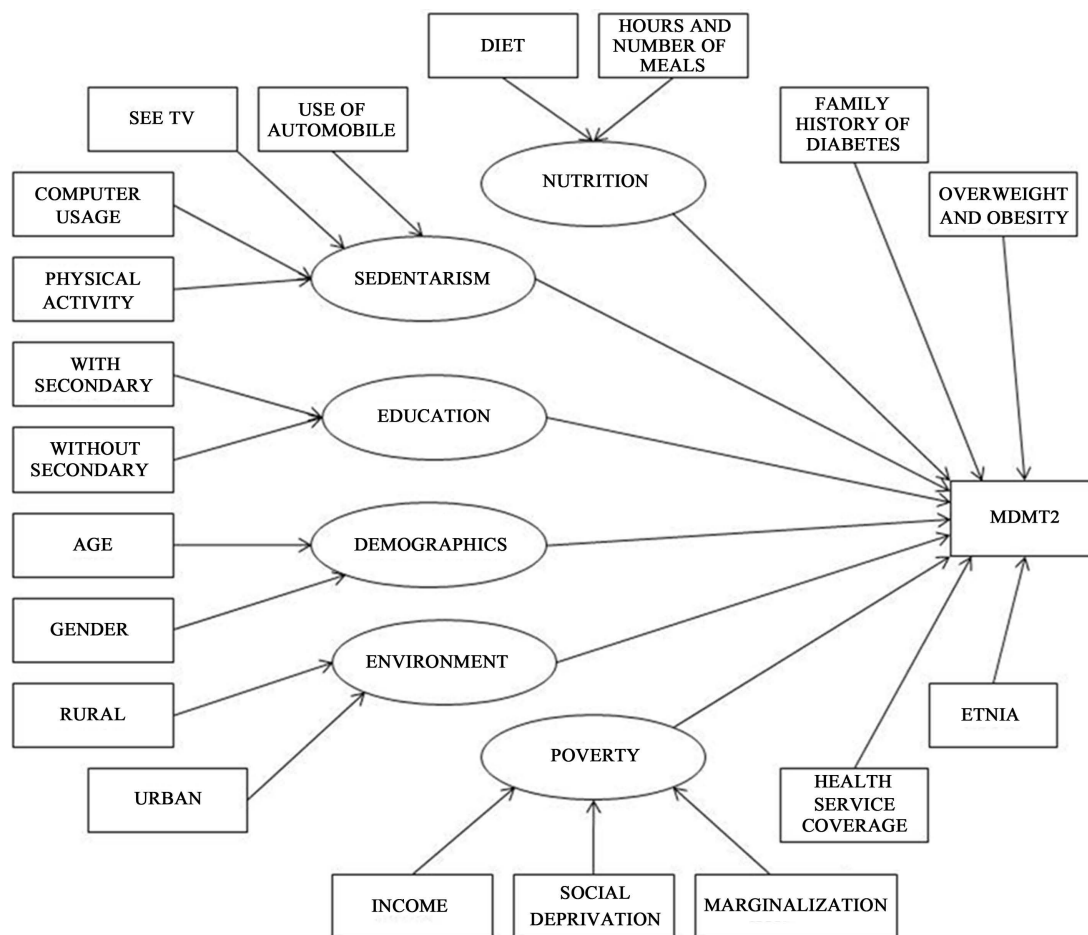 DIET
HOURS AND
NUMBER OF
MEALS
SEE TV
USE OF
AUTOMOBILE
FAMILY
HISTORY OF
DIABETES
NUTRITION
COMPUTER
USAGE
OVERWEIGHT
AND OBESITY
PHYSICAL
ACTIVITY
SEDENTARISM
WITH
SECONDARY
EDUCATION
WITHOUT
SECONDARY
MDMT2
AGE
DEMOGRAPHICS
GENDER
ENVIRONMENT
RURAL
ETNIA
POVERTY
URBAN
HEALTH
SERVICE
COVERAGE
INCOME
SOCIAL
DEPRIVATION
MARGINALIZATION